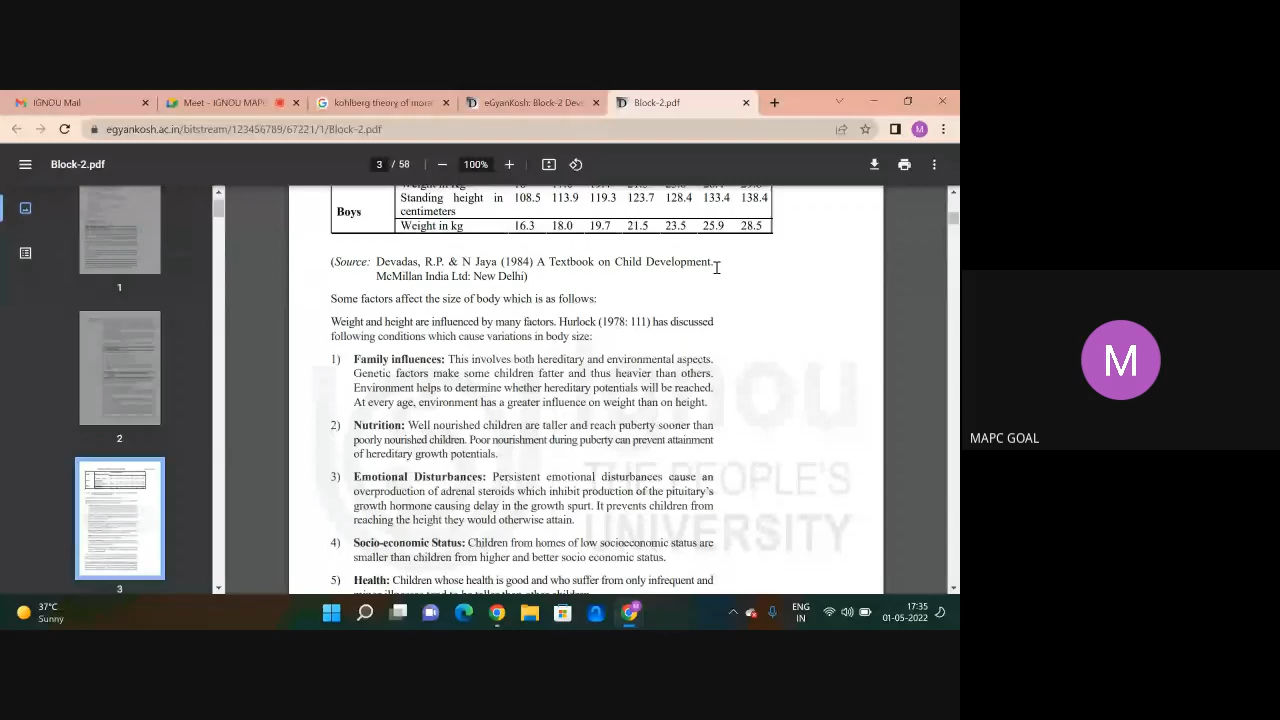 IGNOU Mail
Meet - IGNOU MAPC
kohlberg theory of mora
eGyanKosh: Block-2 Deve
Block-2.pdf
egyankosh.ac.in/bitstream/123456789/67221/1/Block-2.pdf
Block-2.pdf
3 / 58
100%
Standing height in 108.5 113.9 119.3 123.7 128.4 133.4 138.4
centimeters
Boys
Weight in kg 16.3 18.0 19.7 21.5 23.5 25.9 28.5
(Source: Devadas, R.P. & N Jaya (1984) A Textbook on Child Development.
McMillan India Ltd: New Delhi)
Some factors affect the size of body which is as follows:
Weight and height are influenced by many factors. Hurlock (1978: 111) has discussed
following conditions which cause variations in body size:
1) Family influences: This involves both hereditary and environmental aspects.
Genetic factors make some children fatter and thus heavier than others.
Environment helps to determine whether hereditary potentials will be reached.
At every age, environment has a greater influence on weight than on height.
2) Nutrition: Well nourished children are taller and reach puberty sooner than
poorly nourished children. Poor nourishment during puberty can prevent attainment
of hereditary growth potentials.
3) Emotional Disturbances: Persistent emotional disturbances cause an
overproduction of adrenal steroids which inhibit production of the pituitary's
growth hormone causing delay in the growth spurt. It prevents children from
reaching the height they would otherwise attain.
4) Socio-economic Status: Children from homes of low socioeconomic status are
smaller than children from higher and better socio economic status.
5) Health: Children whose health is good and who suffer from only infrequent and
THE PEOPLE'S
UNIVERSITY
1
2
3
M
M
MAPC GOAL
37°C
Sunny
ENG
IN
17:35
01-05-2022